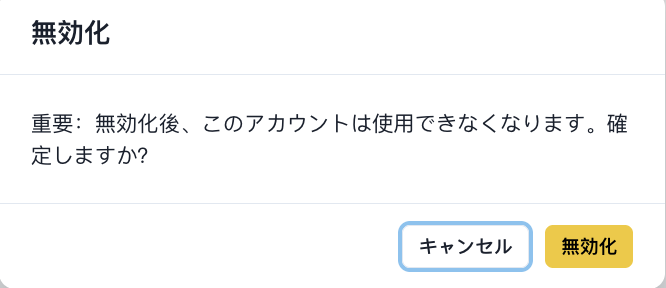 無効化
重要：無効化後、このアカウントは使用できなくなります。確
定しますか?
キャンセル
無効化